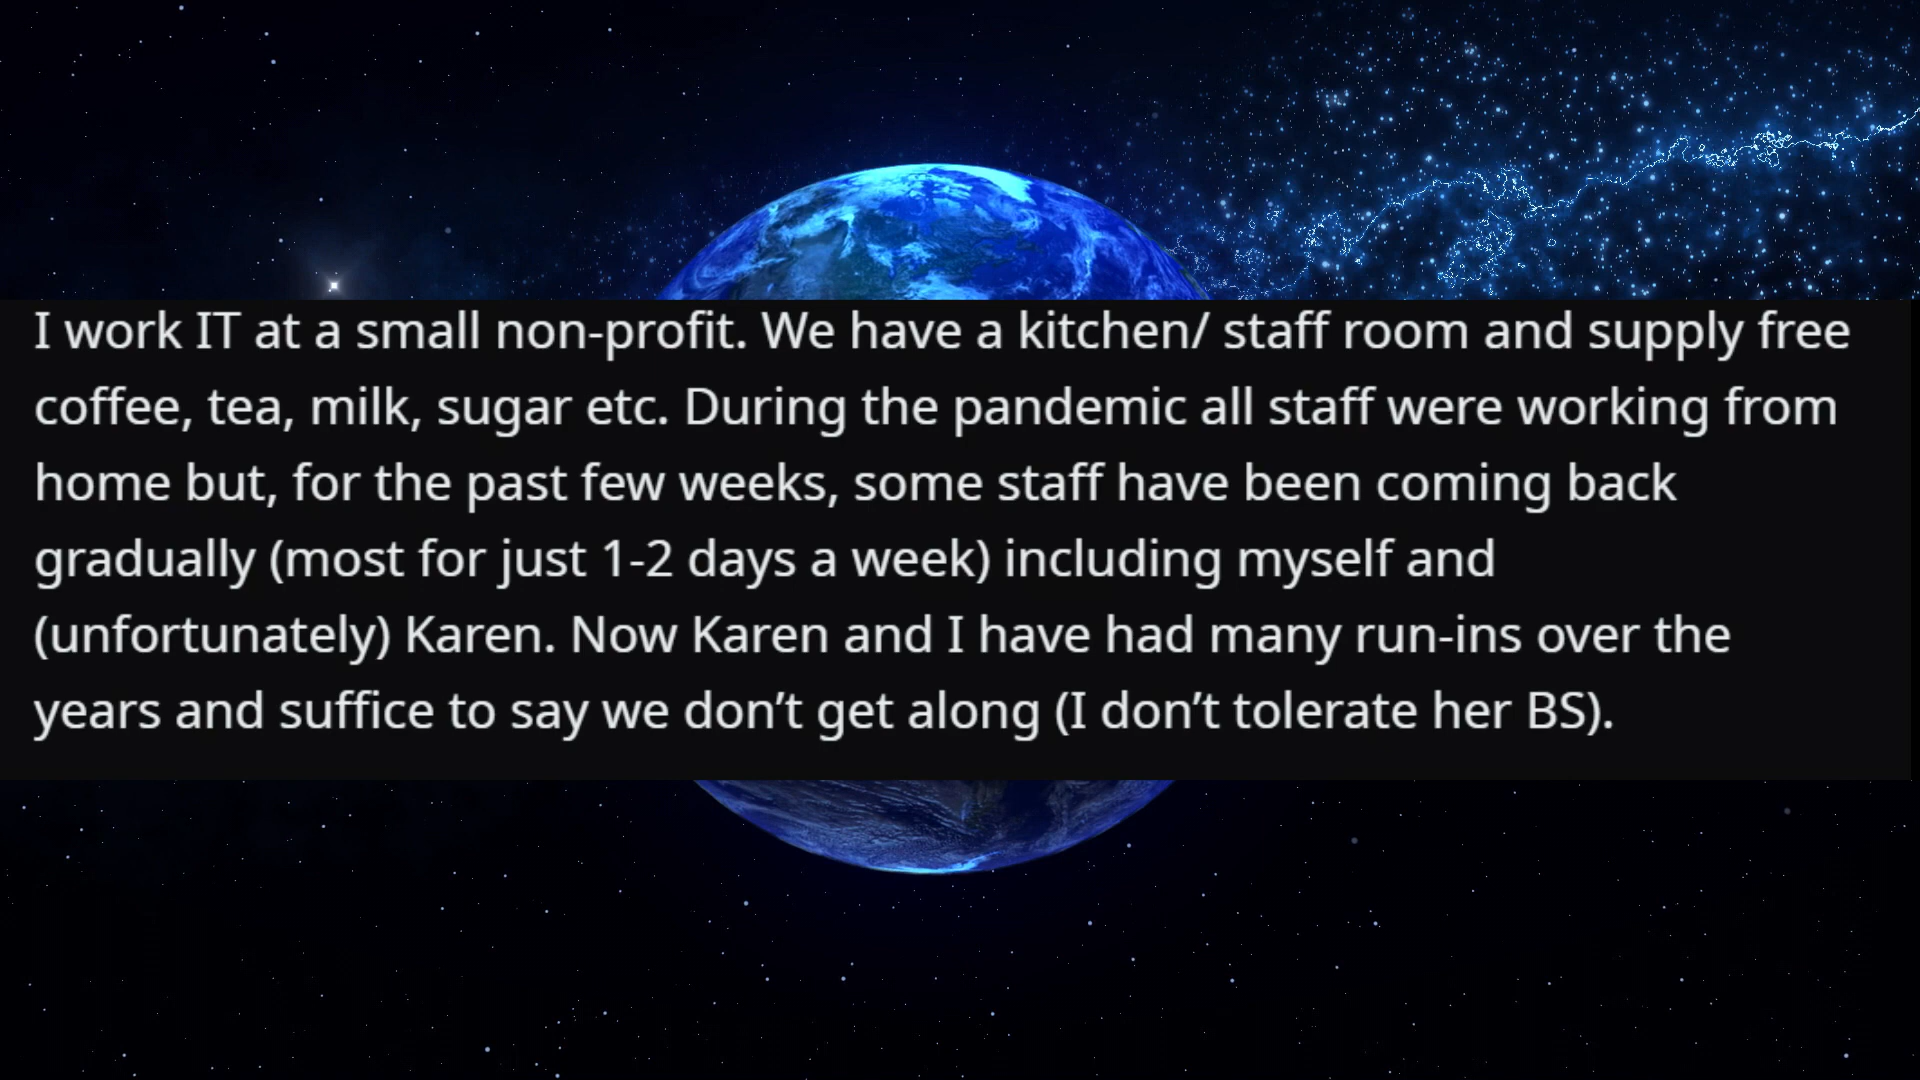 I work IT at a small non-profit. We have a kitchen/ staff room and supply free
coffee, tea, milk, sugar etc. During the pandemic all staff were working from
home but, for the past few weeks, some staff have been coming back
gradually (most for just 1-2 days a week) including myself and
(unfortunately) Karen. Now Karen and I have had many run-ins over the
years and suffice to say we don’t get along (I don’t tolerate her BS).